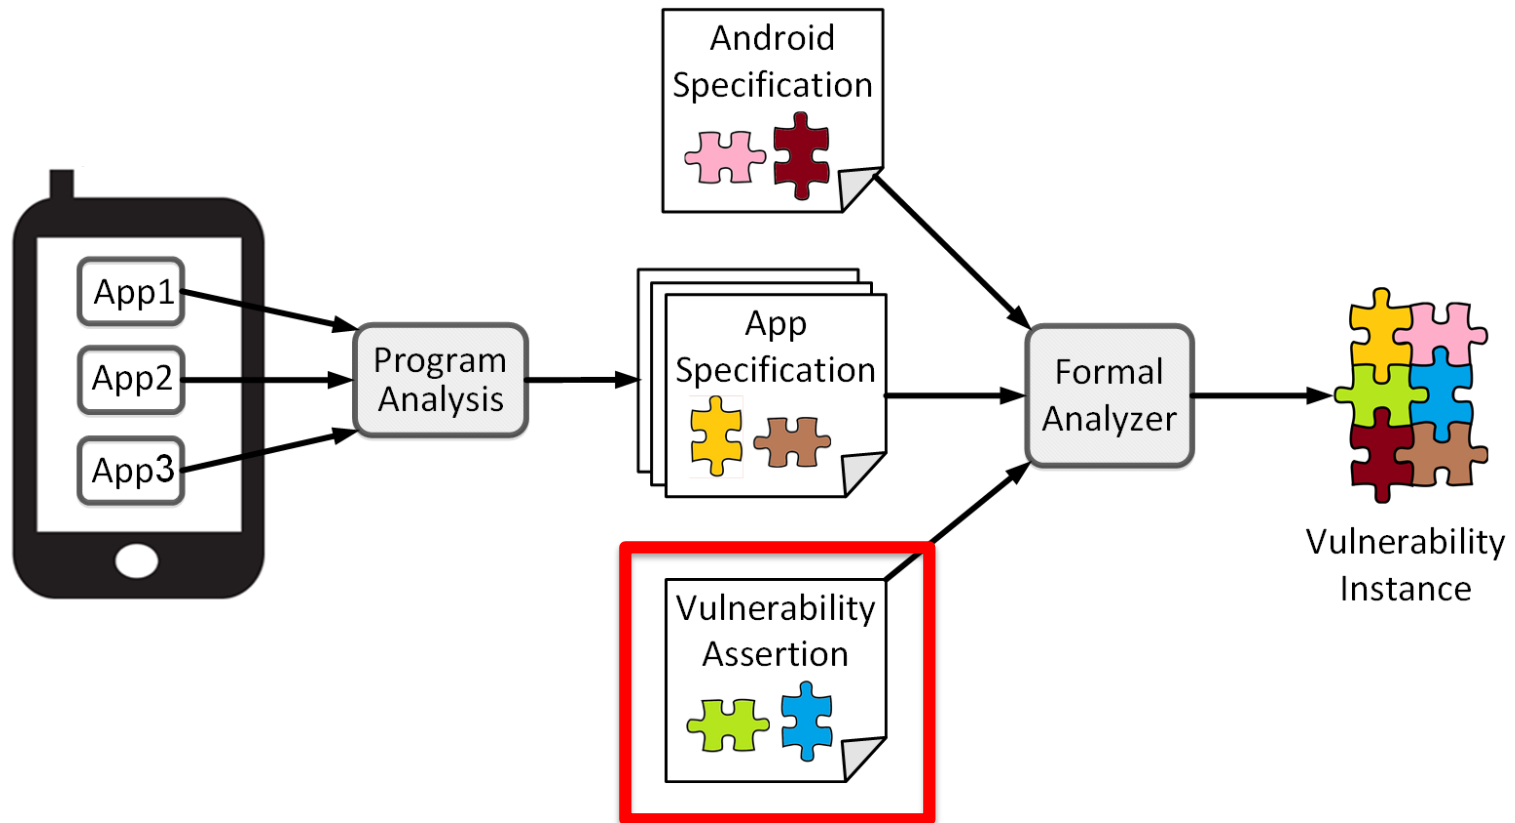 Android
Specification
App1
App2
App3
Program
Analysis
App
Specification
Formal
Analyzer
Vulnerability
Instance
Vulnerability
Assertion